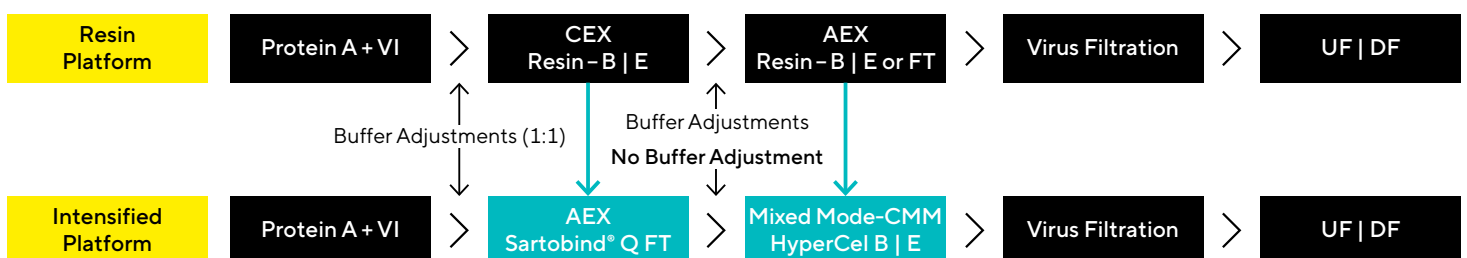 Resin
Platform
Protein A + VI
CEX
Resin – B | E
AEX
Resin – B | E or FT
Virus Filtration
UF | DF
Buffer Adjustments (1:1)
Buffer Adjustments
No Buffer Adjustment
Intensified
Platform
Protein A + VI
AEX
Sartobind® Q FT
Mixed Mode-CMM
HyperCel B | E
Virus Filtration
UF | DF